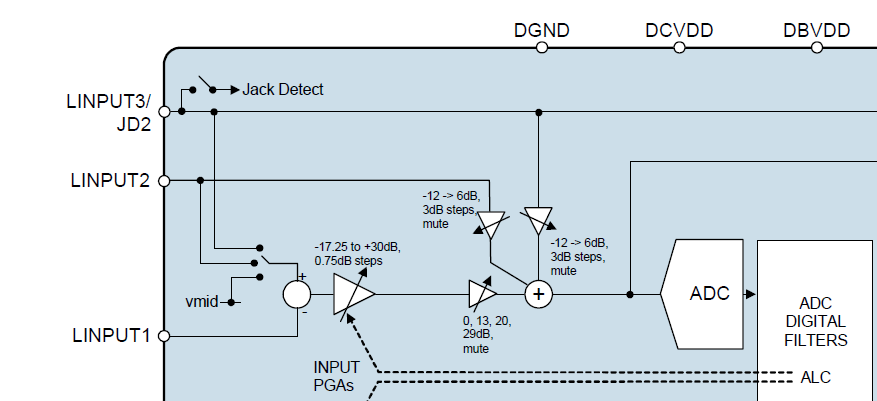 DGND DCVDD DBVDD
LINPUT3/
JD2
Jack Detect
LINPUT2
-12 -> 6dB,
3dB steps,
mute
-12 -> 6dB,
3dB steps,
mute
-17.25 to +30dB,
0.75dB steps
vmid
+
-
+
LINPUT1
0, 13, 20,
29dB,
mute
ADC
ADC
DIGITAL
FILTERS
INPUT
PGAs
ALC